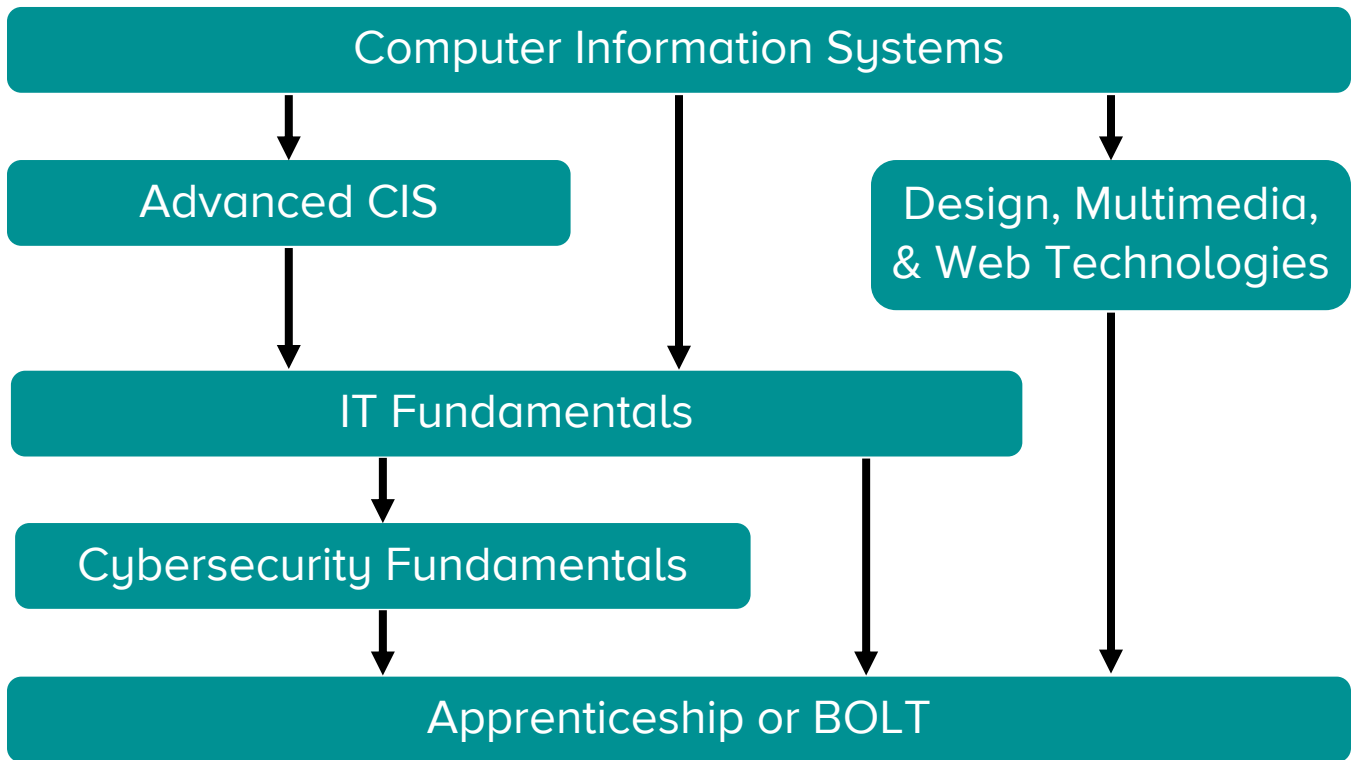 Computer Information Systems
Advanced CIS
Design, Multimedia,
& Web Technologies
IT Fundamentals
Cybersecurity Fundamentals
Apprenticeship or BOLT